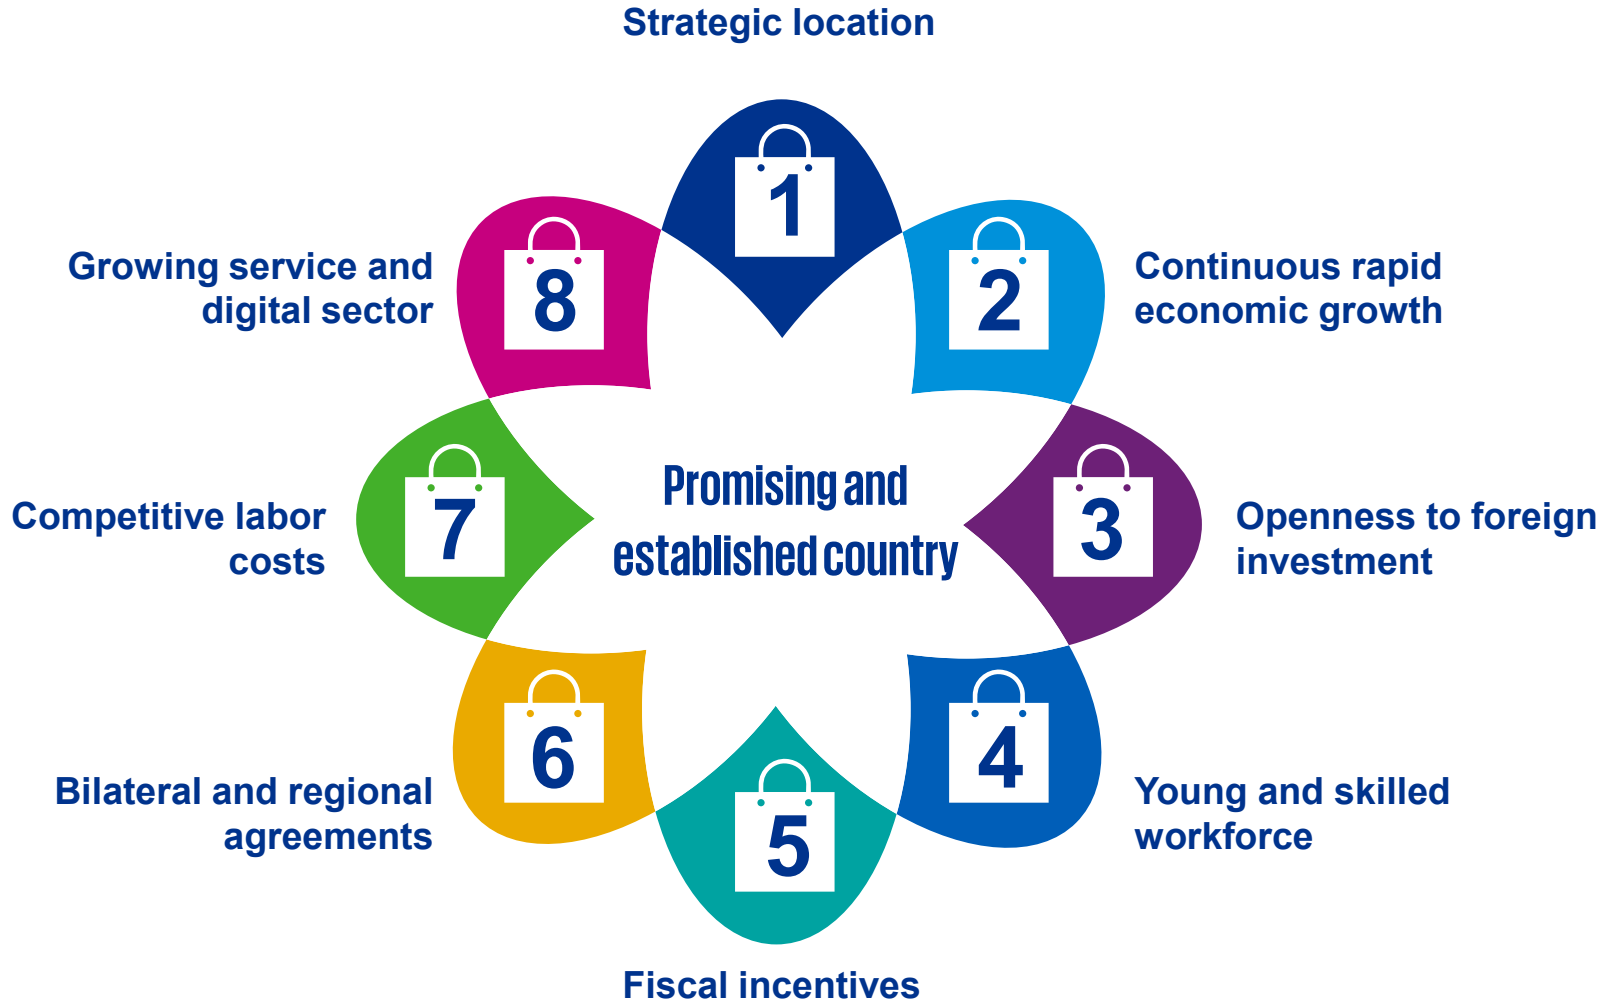 Strategic location
1
2
Continuous rapid
economic growth
3
Openness to foreign
investment
4
Young and skilled
workforce
5
Fiscal incentives
6
Bilateral and regional
agreements
7
Competitive labor
costs
8
Growing service and
digital sector
Promising and
established country